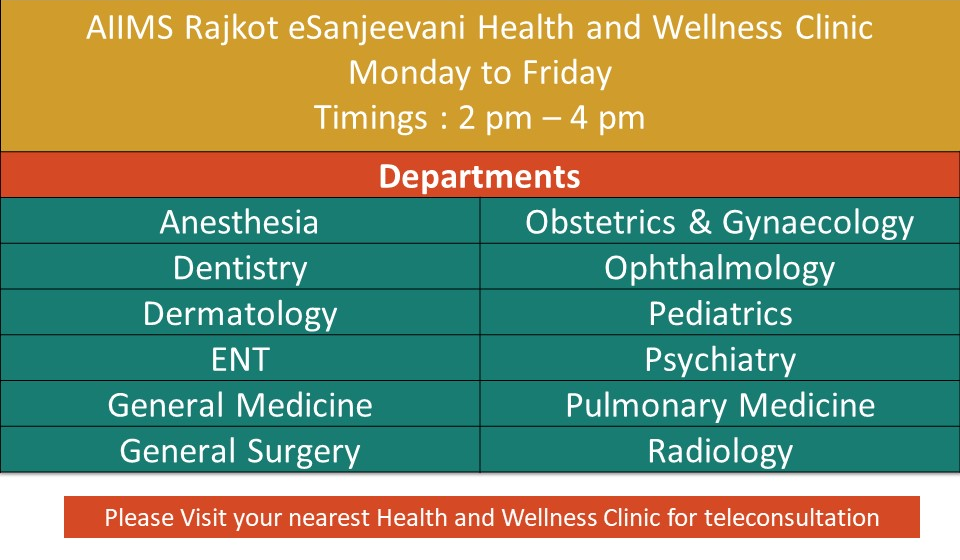 AIIMS Rajkot eSanjeevani Health and Wellness Clinic
Monday to Friday
Timings : 2 pm – 4 pm
Departments
Anesthesia
Obstetrics & Gynaecology
Dentistry
Ophthalmology
Dermatology
Pediatrics
ENT
Psychiatry
General Medicine
Pulmonary Medicine
General Surgery
Radiology
Please Visit your nearest Health and Wellness Clinic for teleconsultation